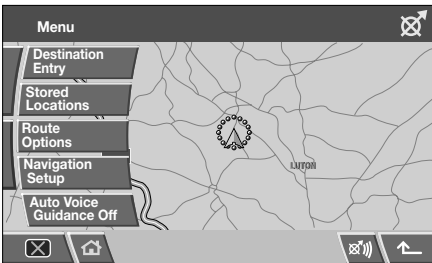 Menu
Destination
Entry
Stored
Locations
Route
Options
Navigation
Setup
Auto Voice
Guidance Off
LUTON